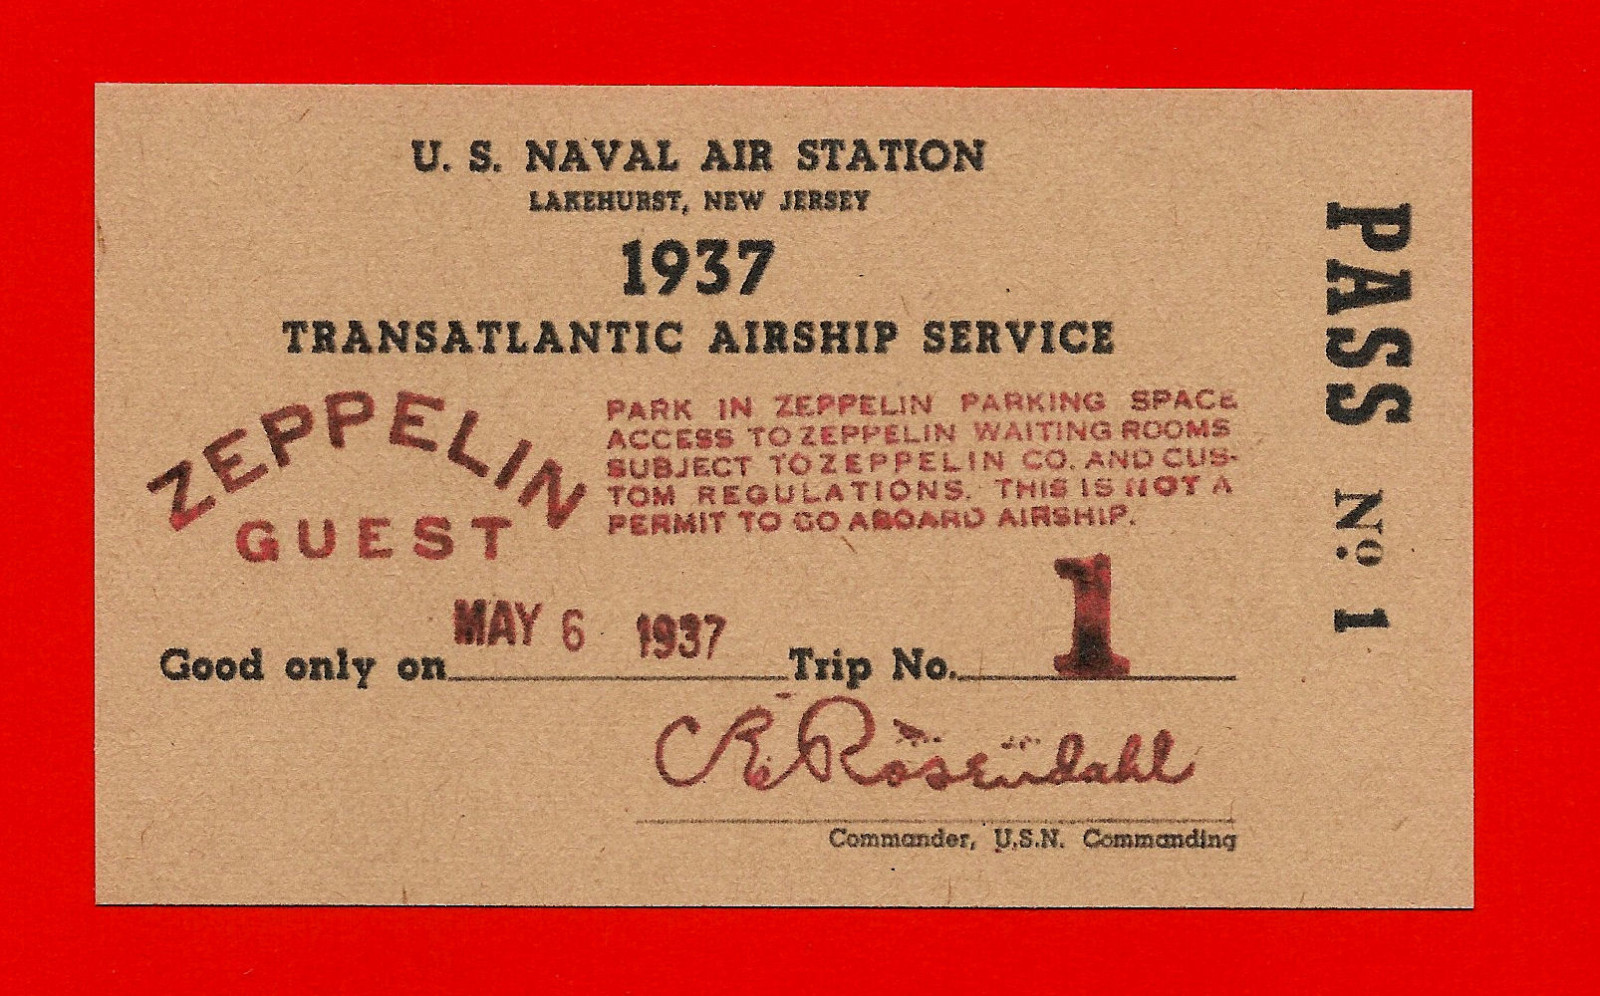 U. S. NAVAL AIR STATION
LAKEHURST, NEW JERSEY
1937
TRANSATLANTIC AIRSHIP SERVICE
ZEPPELIN
GUEST
PARK IN ZEPPELIN PARKING SPACE
ACCESS TO ZEPPELIN WAITING ROOMS
SUBJECT TO ZEPPELIN CO. AND CUS-
TOM REGULATIONS. THIS IS NOT A
PERMIT TO GO ABOARD AIRSHIP.
Good only on MAY 6 1937 Trip No. 1
C E Rosendahl
Commander, U.S.N. Commanding
PASS No. 1